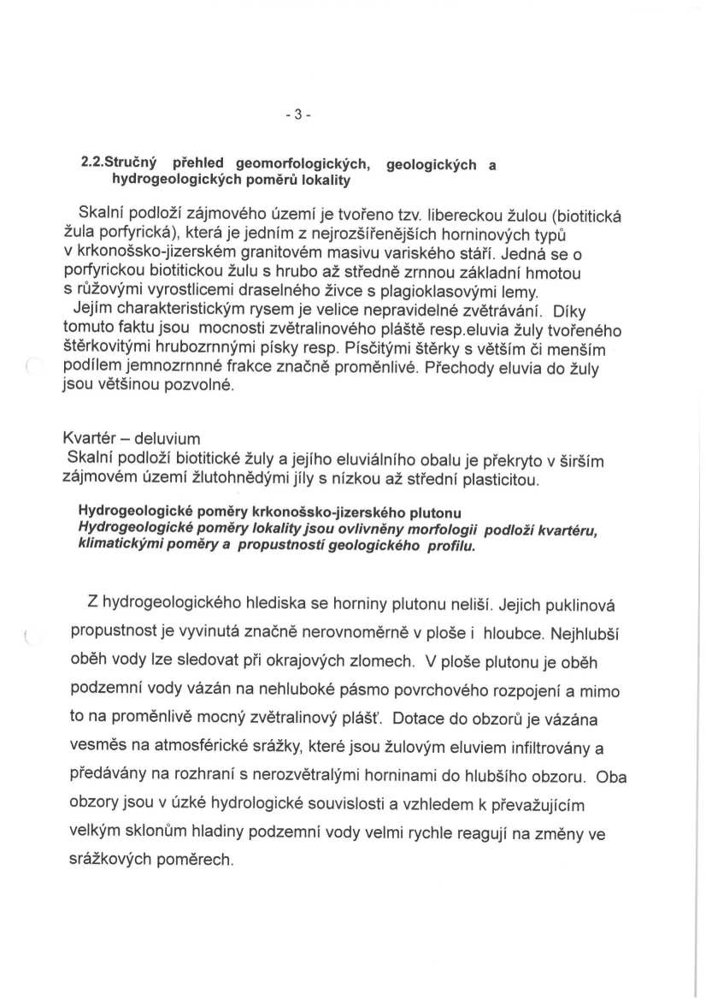 - 3 -
2.2.Stručný přehled geomorfologických, geologických a
hydrogeologických poměrů lokality
Skalní podloží zájmového území je tvořeno tzv. libereckou žulou (biotitická
žula porfyrická), která je jedním z nejrozšířenějších horninových typů
v krkonošsko-jizerském granitovém masivu variského stáří. Jedná se o
porfyrickou biotitickou žulu s hrubo až středně zrnnou základní hmotou
s růžovými vyrostlicemi draselného živce s plagioklasovými lemy.
Jejím charakteristickým rysem je velice nepravidelné zvětrávání. Díky
tomuto faktu jsou mocnosti zvětralinového pláště resp.eluvia žuly tvořeného
štěrkovitými hrubozrnnými písky resp. Písčitými štěrky s větším či menším
podílem jemnozrnnné frakce značně proměnlivé. Přechody eluvia do žuly
jsou většinou pozvolné.
Kvartér – deluvium
Skalní podloží biotitické žuly a jejího eluviálního obalu je překryto v širším
zájmovém území žlutohnědými jíly s nízkou až střední plasticitou.
Hydrogeologické poměry krkonošsko-jizerského plutonu
Hydrogeologické poměry lokality jsou ovlivněny morfologii podloží kvartéru,
klimatickými poměry a propustností geologického profilu.
Z hydrogeologického hlediska se horniny plutonu neliší. Jejich puklinová
propustnost je vyvinutá značně nerovnoměrně v ploše i hloubce. Nejhlubší
oběh vody lze sledovat při okrajových zlomech. V ploše plutonu je oběh
podzemní vody vázán na nehluboké pásmo povrchového rozpojení a mimo
to na proměnlivě mocný zvětralinový plášť. Dotace do obzorů je vázána
vesměs na atmosférické srážky, které jsou žulovým eluviem infiltrovány a
předávány na rozhraní s nerozvětralými horninami do hlubšího obzoru. Oba
obzory jsou v úzké hydrologické souvislosti a vzhledem k převažujícím
velkým sklonům hladiny podzemní vody velmi rychle reagují na změny ve
srážkových poměrech.